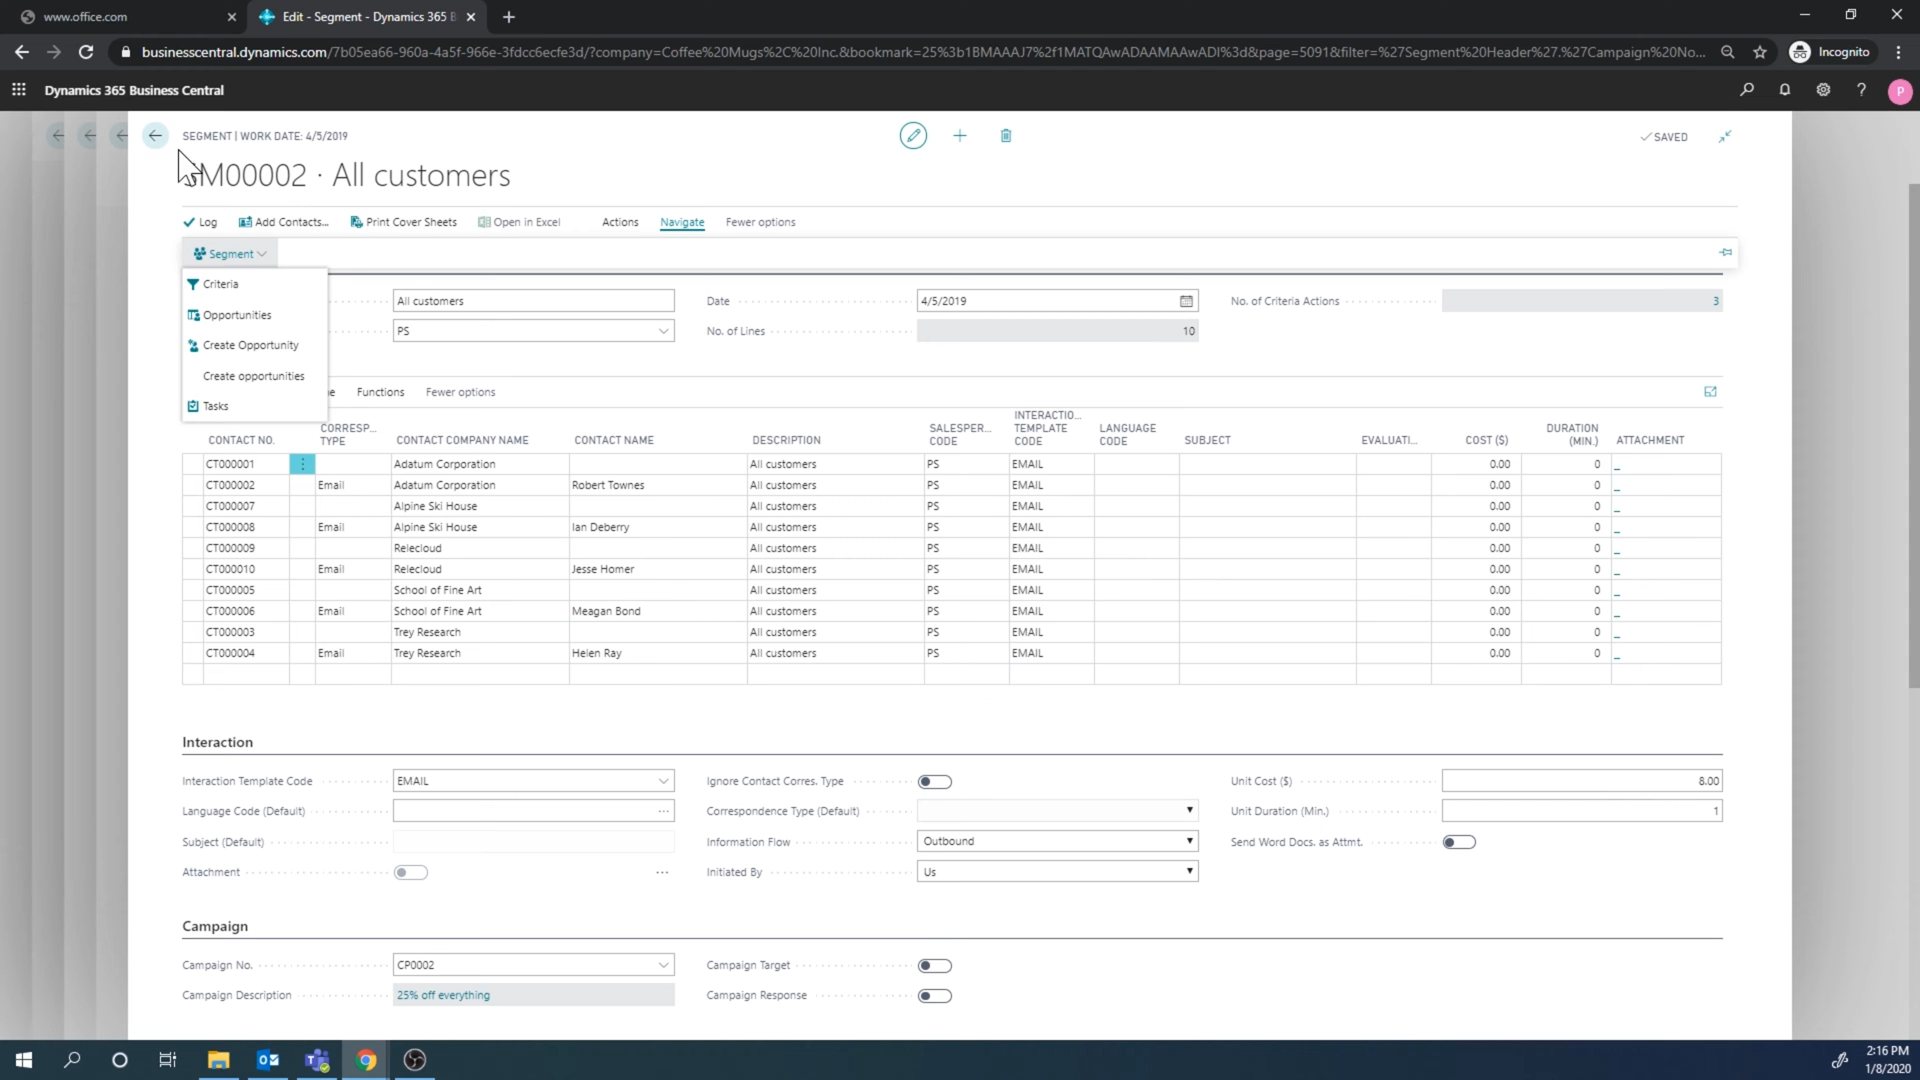 www.office.com
Edit - Segment - Dynamics 365 B
businesscentral.dynamics.com/7b05ea66-960a-4a5f-966e-3fdcc6ecfe3d/?company=Coffee%20Mugs%2C%20Inc.&bookmark=25%3b1BMAAAJ7%2f1MATQAwADAAMAAwADI%3d&page=5091&filter=%27Segment%20Header%27.%27Campaign%20No...
Incognito
Dynamics 365 Business Central
P
SEGMENT | WORK DATE: 4/5/2019
SAVED
M00002 · All customers
Log
Add Contacts...
Print Cover Sheets
Open in Excel
Actions
Navigate
Fewer options
Segment
Criteria
Opportunities
Create Opportunity
Create opportunities
Tasks
All customers
Date
4/5/2019
No. of Criteria Actions
3
PS
No. of Lines
10
Functions
Fewer options
CONTACT NO.
CORRESP... TYPE
CONTACT COMPANY NAME
CONTACT NAME
DESCRIPTION
SALESPER... CODE
INTERACTIO... TEMPLATE CODE
LANGUAGE CODE
SUBJECT
EVALUATI...
COST ($)
DURATION (MIN.)
ATTACHMENT
CT000001 Adatum Corporation All customers PS EMAIL 0.00 0 _
CT000002 Email Adatum Corporation Robert Townes All customers PS EMAIL 0.00 0 _
CT000007 Alpine Ski House All customers PS EMAIL 0.00 0 _
CT000008 Email Alpine Ski House Ian Deberry All customers PS EMAIL 0.00 0 _
CT000009 Relecloud All customers PS EMAIL 0.00 0 _
CT000010 Email Relecloud Jesse Homer All customers PS EMAIL 0.00 0 _
CT000005 School of Fine Art All customers PS EMAIL 0.00 0 _
CT000006 Email School of Fine Art Meagan Bond All customers PS EMAIL 0.00 0 _
CT000003 Trey Research All customers PS EMAIL 0.00 0 _
CT000004 Email Trey Research Helen Ray All customers PS EMAIL 0.00 0 _
Interaction
Interaction Template Code
EMAIL
Ignore Contact Corres. Type
Unit Cost ($)
8.00
Language Code (Default)
Correspondence Type (Default)
Unit Duration (Min.)
1
Subject (Default)
Information Flow
Outbound
Send Word Docs. as Attmt.
Attachment
Initiated By
Us
Campaign
Campaign No.
CP0002
Campaign Target
Campaign Description
25% off everything
Campaign Response
2:16 PM
1/8/2020